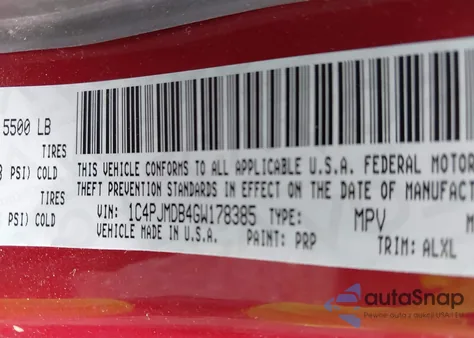 5500 LB
TIRES
PSI) COLD
TIRES
PSI) COLD
THIS VEHICLE CONFORMS TO ALL APPLICABLE U.S.A. FEDERAL MOTOR
THEFT PREVENTION STANDARDS IN EFFECT ON THE DATE OF MANUFACT
VIN: 1C4PJMDB4GW178385 TYPE: MPV
VEHICLE MADE IN U.S.A. PAINT: PRP TRIM: ALXL
autoSnap